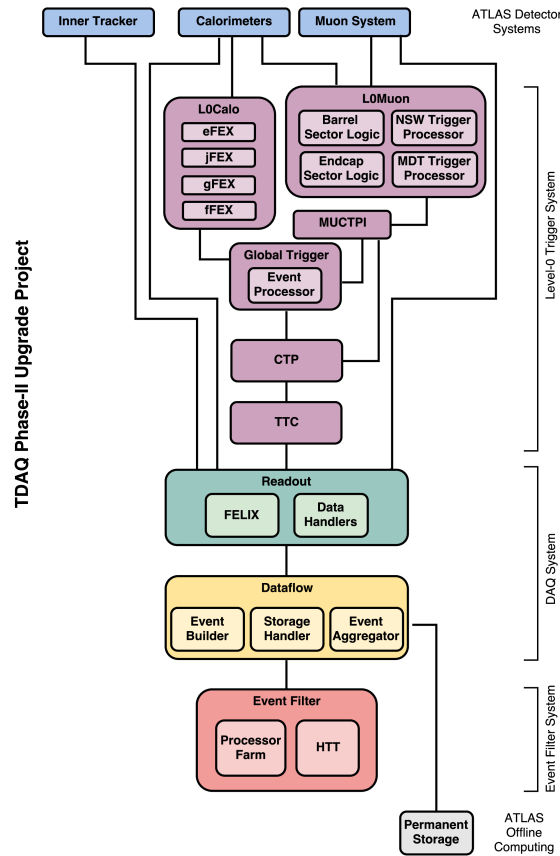 Inner Tracker
Calorimeters
Muon System
ATLAS Detector
Systems
TDAQ Phase-II Upgrade Project
L0Calo
eFEX
jFEX
gFEX
fFEX
L0Muon
Barrel
Sector Logic
NSW Trigger
Processor
Endcap
Sector Logic
MDT Trigger
Processor
MUCTPI
Global Trigger
Event
Processor
CTP
TTC
Level-0 Trigger System
Readout
FELIX
Data
Handlers
Dataflow
Event
Builder
Storage
Handler
Event
Aggregator
DAQ System
Event Filter
Processor
Farm
HTT
Event Filter System
Permanent
Storage
ATLAS
Offline
Computing